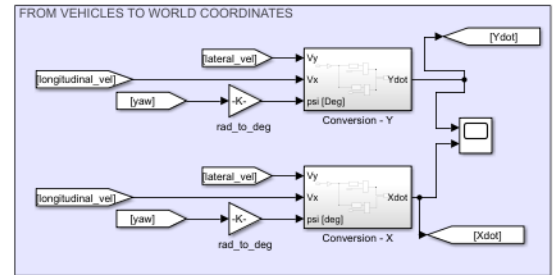 FROM VEHICLES TO WORLD COORDINATES
[Ydot]
[lateral_vel]
Vy
[longitudinal_vel]
Vx
Ydot
[yaw]
-K-
psi [Deg]
rad_to_deg
Conversion - Y
[lateral_vel]
Vy
[longitudinal_vel]
Vx
Xdot
[yaw]
-K-
psi [deg]
[Xdot]
rad_to_deg
Conversion - X